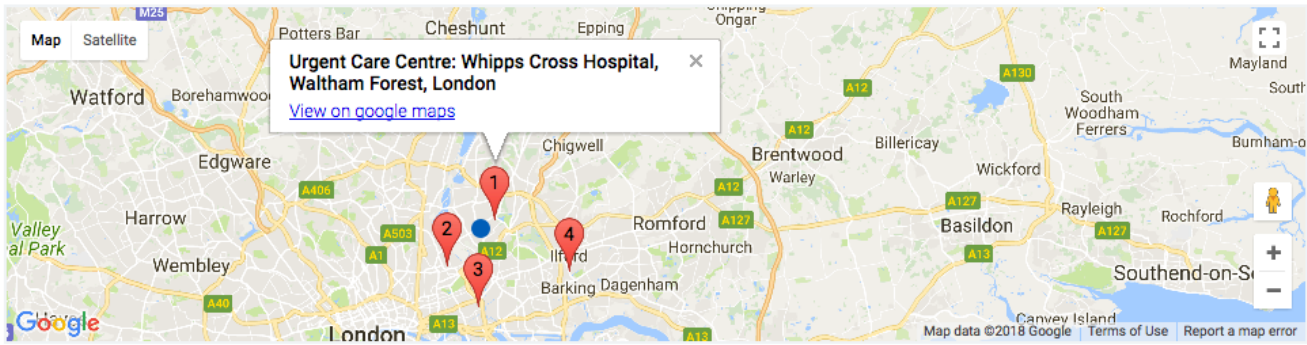 M25
Chipping
Ongar
Map Satellite
Potters Bar
Cheshunt
Epping
Urgent Care Centre: Whipps Cross Hospital,
Waltham Forest, London
View on google maps
Mayland
A130
A12
Watford
Borehamwoo
South
South
Woodham
Ferrers
A12
Brentwood
Billericay
Burnham-o
Chigwell
Edgware
Warley
Wickford
A406
1
A12
A127
Rayleigh
Rochford
Harrow
Valley
al Park
A503
2
A12
4
Romford
A127
Hornchurch
Basildon
A127
A1
Ilford
A13
Wembley
3
Barking
Dagenham
Southend-on-S
A40
Google
London
A13
A13
Canvey Island
Map data ©2018 Google
Terms of Use
Report a map error